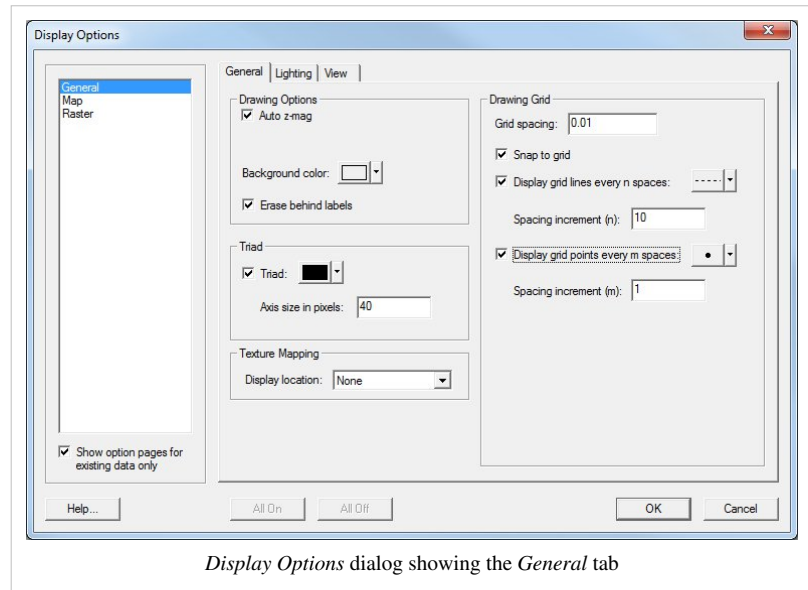 Display Options
General
Map
Raster
Show option pages for
existing data only
General
Lighting
View
Drawing Options
Auto z-mag
Background color:
Erase behind labels
Triad
Triad:
Axis size in pixels: 40
Texture Mapping
Display location: None
Drawing Grid
Grid spacing: 0.01
Snap to grid
Display grid lines every n spaces:
Spacing increment (n): 10
Display grid points every m spaces:
Spacing increment (m): 1
Help...
All On
All Off
OK
Cancel
Display Options dialog showing the General tab